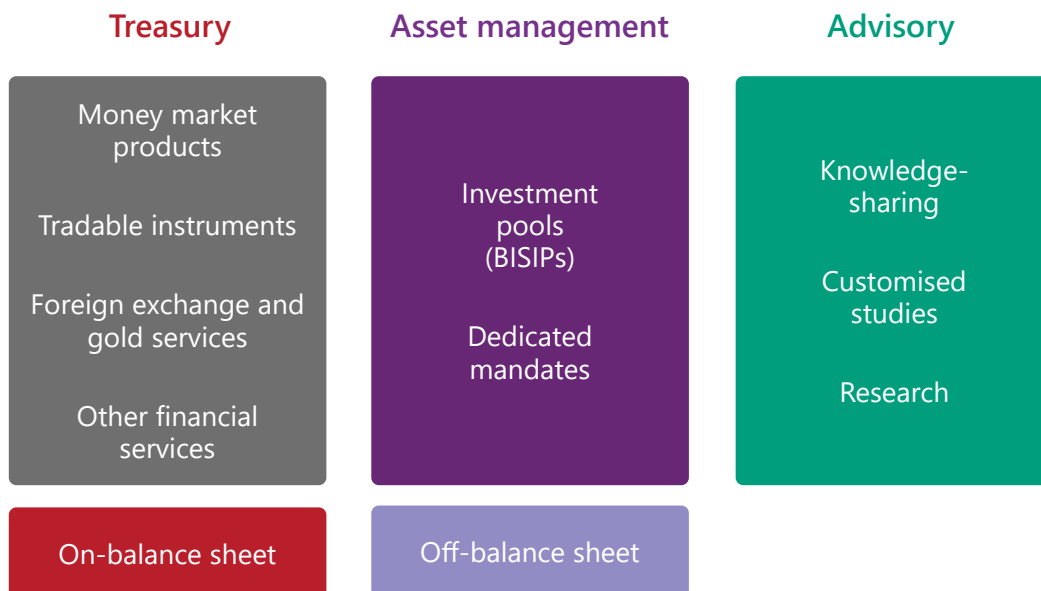 Treasury
Asset management
Advisory
Money market
products
Tradable instruments
Foreign exchange and
gold services
Other financial
services
Investment
pools
(BISIPs)
Dedicated
mandates
Knowledge-
sharing
Customised
studies
Research
On-balance sheet
Off-balance sheet